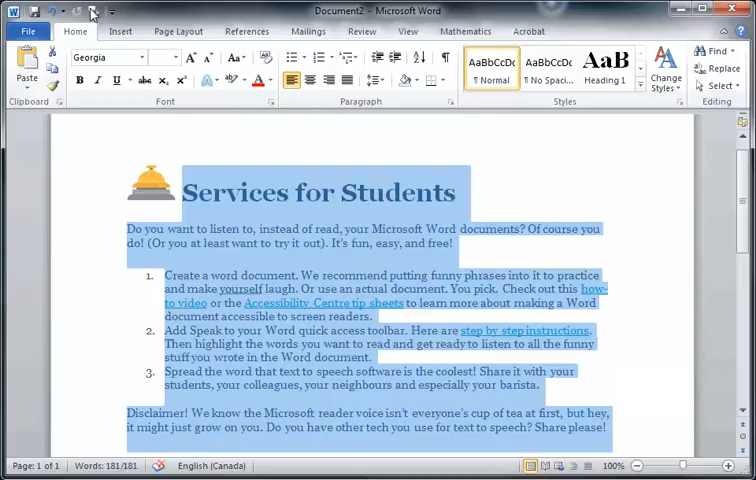 Document2 - Microsoft Word
File Home Insert Page Layout References Mailings Review View Mathematics Acrobat
Paste
Georgia
B I U abc x₂ x² A aby A
Clipboard Font Paragraph Styles Editing
AaBbCcDc AaBbCcDc AaBb
¶ Normal ¶ No Spaci... Heading 1
Change Styles
Find
Replace
Select
Services for Students
Do you want to listen to, instead of read, your Microsoft Word documents? Of course you
do! (Or you at least want to try it out). It's fun, easy, and free!
1. Create a word document. We recommend putting funny phrases into it to practice
and make yourself laugh. Or use an actual document. You pick. Check out this how-
to video or the Accessibility Centre tip sheets to learn more about making a Word
document accessible to screen readers.
2. Add Speak to your Word quick access toolbar. Here are step by step instructions.
Then highlight the words you want to read and get ready to listen to all the funny
stuff you wrote in the Word document.
3. Spread the word that text to speech software is the coolest! Share it with your
students, your colleagues, your neighbours and especially your barista.
Disclaimer! We know the Microsoft reader voice isn't everyone's cup of tea at first, but hey,
it might just grow on you. Do you have other tech you use for text to speech? Share please!
Page: 1 of 1 Words: 181/181 English (Canada) 100%